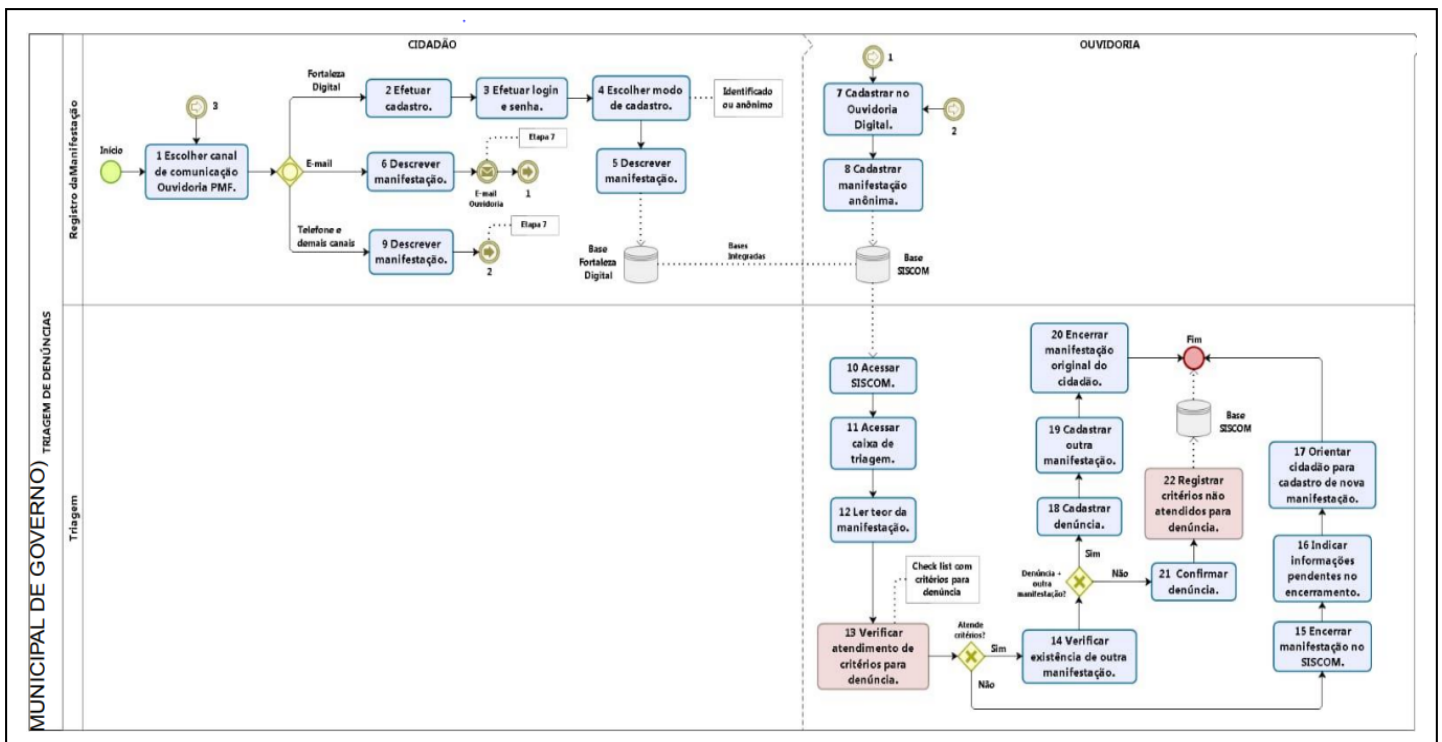 CIDADÃO
OUVIDORIA
MUNICIPAL DE GOVERNO)
TRIAGEM DE DENÚNCIAS
Registro daManifestação
Início
3
1 Escolher canal
de comunicação
Ouvidoria PMF.
Fortaleza
Digital
2 Efetuar
cadastro.
3 Efetuar login
e senha.
4 Escolher modo
de cadastro.
Identificado
ou anônimo
5 Descrever
manifestação.
E-mail
6 Descrever
manifestação.
Etapa 7
E-mail
Ouvidoria
1
Telefone e
demais canais
9 Descrever
manifestação.
Etapa 7
2
Base
Fortaleza
Digital
Bases
Integradas
1
7 Cadastrar no
Ouvidoria
Digital.
2
8 Cadastrar
manifestação
anônima.
Base
SISCOM
Triagem
10 Acessar
SISCOM.
11 Acessar
caixa de
triagem.
12 Ler teor da
manifestação.
Check list com
critérios para
denúncia
13 Verificar
atendimento de
critérios para
denúncia.
Atende
critérios?
Sim
Não
14 Verificar
existência de outra
manifestação.
Denúncia +
outra
manifestação?
Sim
Não
18 Cadastrar
denúncia.
19 Cadastrar
outra
manifestação.
20 Encerrar
manifestação
original do
cidadão.
Fim
Base
SISCOM
22 Registrar
critérios não
atendidos para
denúncia.
21 Confirmar
denúncia.
17 Orientar
cidadão para
cadastro de nova
manifestação.
16 Indicar
informações
pendentes no
encerramento.
15 Encerrar
manifestação no
SISCOM.